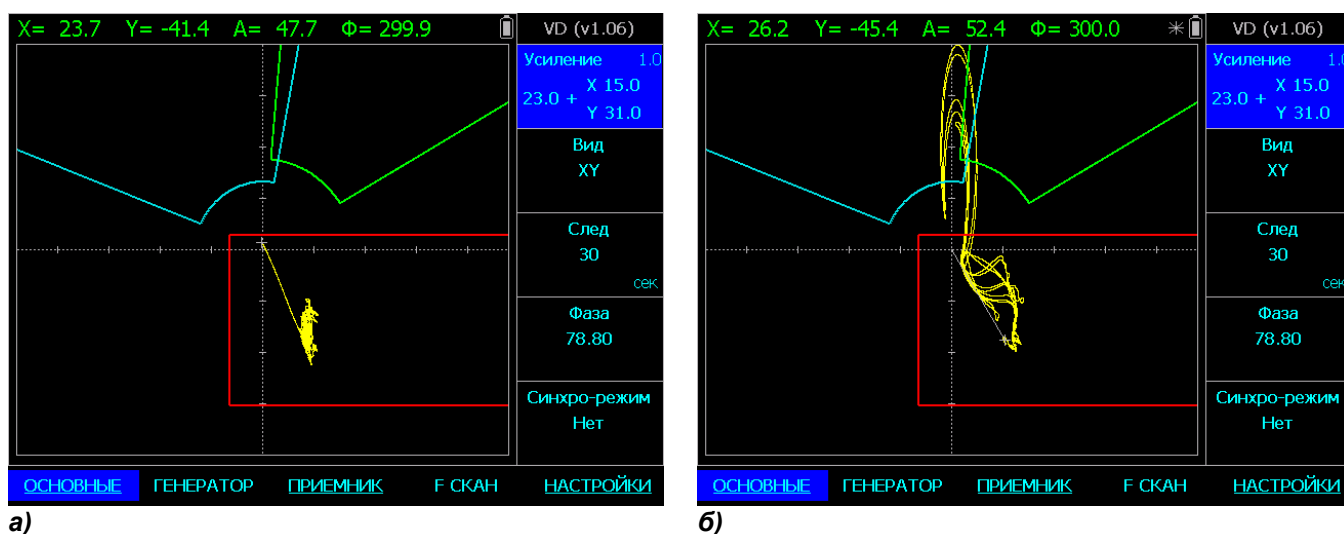 X= 23.7 Y= -41.4 A= 47.7 Ф= 299.9
VD (v1.06)
Усиление 1.0
23.0 + X 15.0
Y 31.0
Вид
XY
След
30
сек
Фаза
78.80
Синхро-режим
Нет
ОСНОВНЫЕ ГЕНЕРАТОР ПРИЕМНИК F СКАН НАСТРОЙКИ
а)
X= 26.2 Y= -45.4 A= 52.4 Ф= 300.0
VD (v1.06)
Усиление 1.0
23.0 + X 15.0
Y 31.0
Вид
XY
След
30
сек
Фаза
78.80
Синхро-режим
Нет
ОСНОВНЫЕ ГЕНЕРАТОР ПРИЕМНИК F СКАН НАСТРОЙКИ
б)